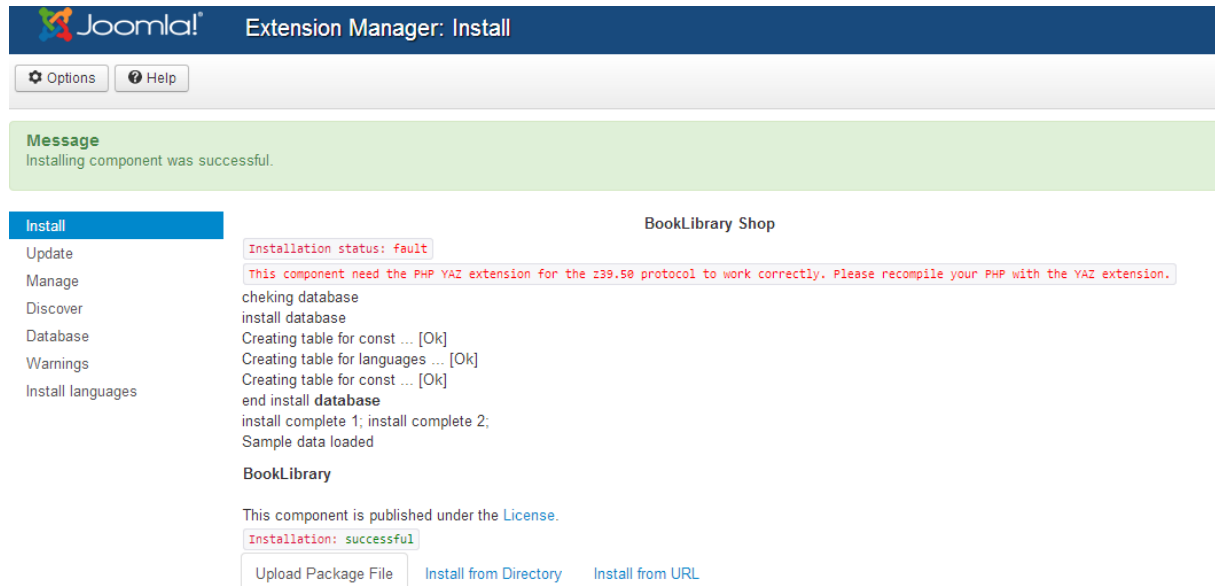 Joomla!® Extension Manager: Install
Options Help
Message
Installing component was successful.
Install
Update
Manage
Discover
Database
Warnings
Install languages
BookLibrary Shop
Installation status: fault
This component need the PHP YAZ extension for the z39.50 protocol to work correctly. Please recompile your PHP with the YAZ extension.
cheking database
install database
Creating table for const ... [Ok]
Creating table for languages ... [Ok]
Creating table for const ... [Ok]
end install database
install complete 1; install complete 2;
Sample data loaded
BookLibrary
This component is published under the License.
Installation: successful
Upload Package File Install from Directory Install from URL